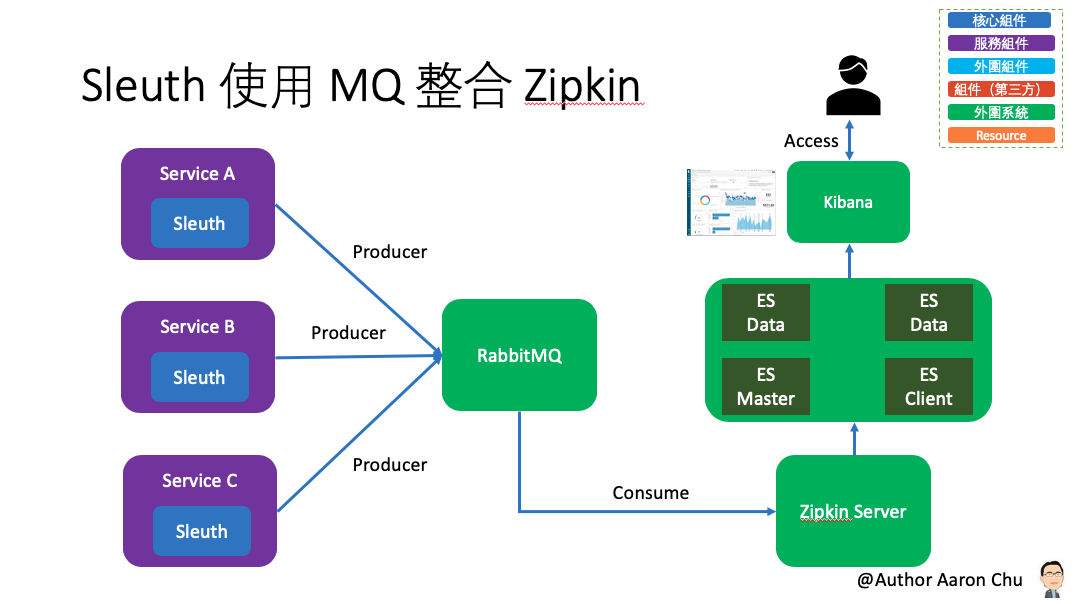 Sleuth 使用 MQ 整合 Zipkin
核心組件
服務組件
外圍組件
組件（第三方）
外圍系統
Resource
Access
Kibana
Service A
Sleuth
Producer
Service B
Sleuth
Producer
Service C
Sleuth
Producer
RabbitMQ
Consume
ES
Data
ES
Data
ES
Master
ES
Client
Zipkin Server
@Author Aaron Chu